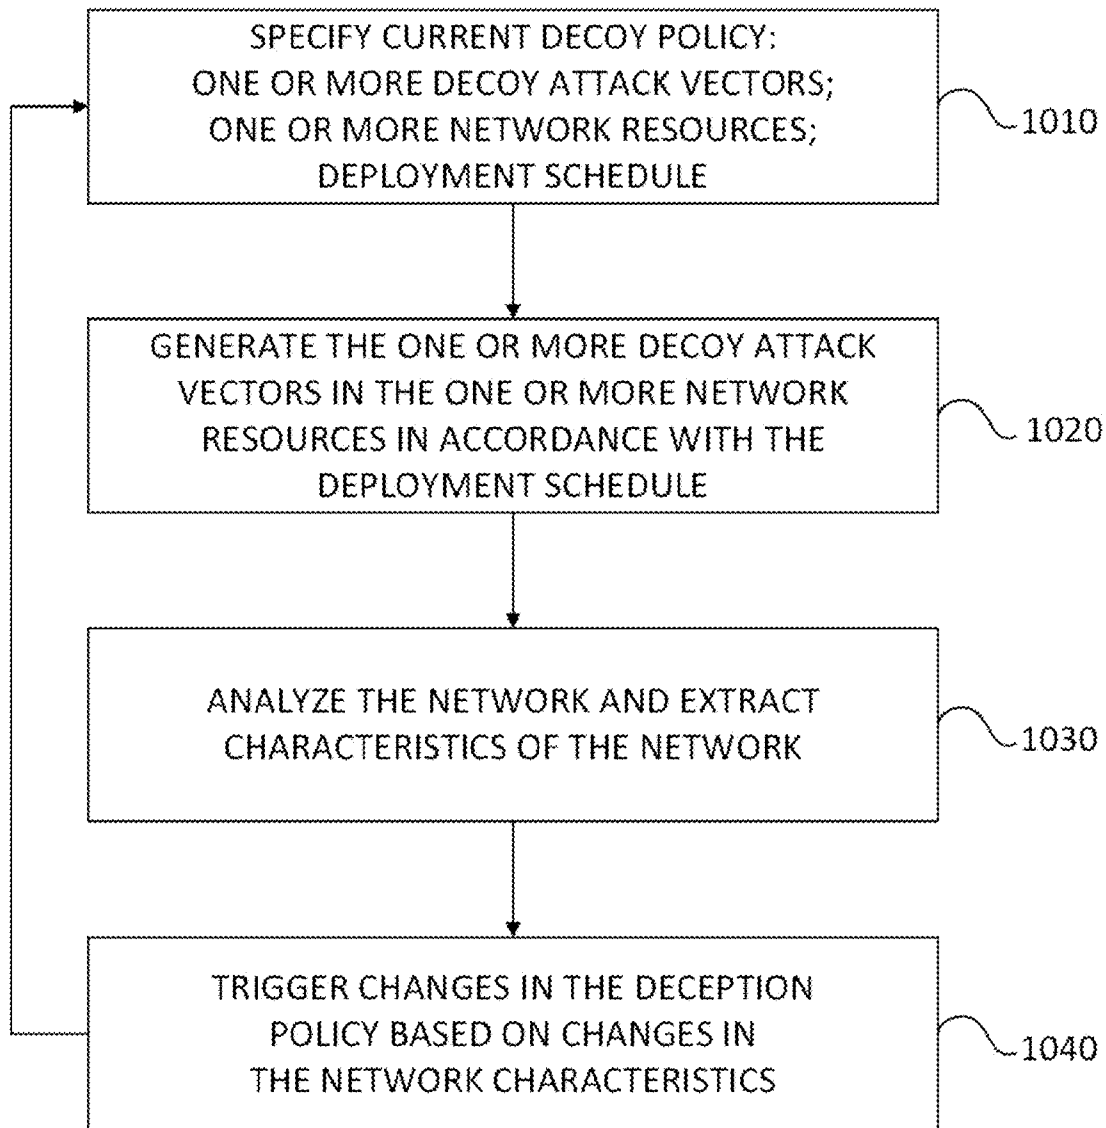 SPECIFY CURRENT DECOY POLICY:
ONE OR MORE DECOY ATTACK VECTORS;
ONE OR MORE NETWORK RESOURCES;
DEPLOYMENT SCHEDULE
1010
GENERATE THE ONE OR MORE DECOY ATTACK
VECTORS IN THE ONE OR MORE NETWORK
RESOURCES IN ACCORDANCE WITH THE
DEPLOYMENT SCHEDULE
1020
ANALYZE THE NETWORK AND EXTRACT
CHARACTERISTICS OF THE NETWORK
1030
TRIGGER CHANGES IN THE DECEPTION
POLICY BASED ON CHANGES IN
THE NETWORK CHARACTERISTICS
1040